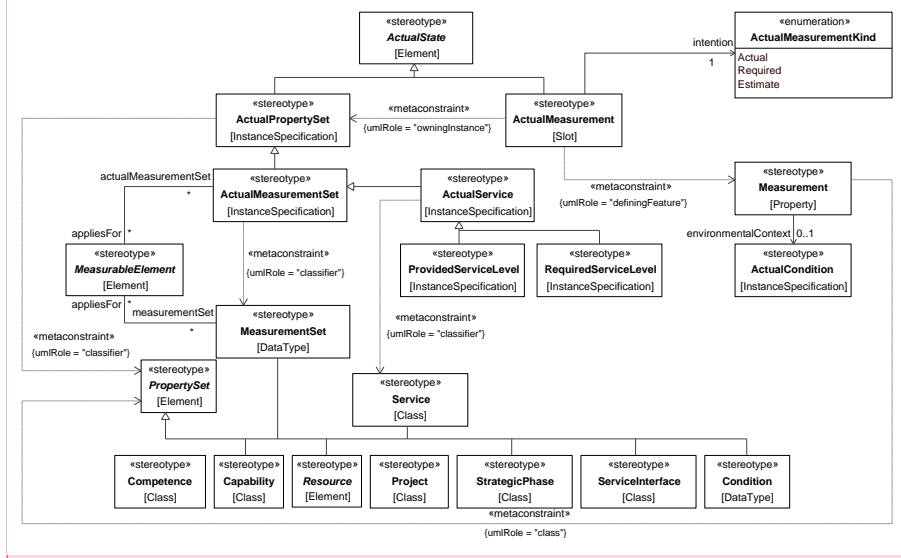 «stereotype»
ActualState
[Element]
«enumeration»
ActualMeasurementKind
Actual
Required
Estimate
intention
1
«stereotype»
ActualPropertySet
[InstanceSpecification]
«metaconstraint»
{umlRole = "owningInstance"}
«stereotype»
ActualMeasurement
[Slot]
actualMeasurementSet
*
«stereotype»
ActualMeasurementSet
[InstanceSpecification]
«stereotype»
ActualService
[InstanceSpecification]
«metaconstraint»
{umlRole = "definingFeature"}
«stereotype»
Measurement
[Property]
appliesFor
*
environmentalContext
0..1
«stereotype»
MeasurableElement
[Element]
«metaconstraint»
{umlRole = "classifier"}
«stereotype»
ProvidedServiceLevel
[InstanceSpecification]
«stereotype»
RequiredServiceLevel
[InstanceSpecification]
«stereotype»
ActualCondition
[InstanceSpecification]
appliesFor
*
measurementSet
*
«stereotype»
MeasurementSet
[DataType]
«metaconstraint»
{umlRole = "classifier"}
«metaconstraint»
{umlRole = "classifier"}
«stereotype»
PropertySet
[Element]
«stereotype»
Service
[Class]
«stereotype»
Competence
[Class]
«stereotype»
Capability
[Class]
«stereotype»
Resource
[Element]
«stereotype»
Project
[Class]
«stereotype»
StrategicPhase
[Class]
«stereotype»
ServiceInterface
[Class]
«stereotype»
Condition
[DataType]
«metaconstraint»
{umlRole = "class"}